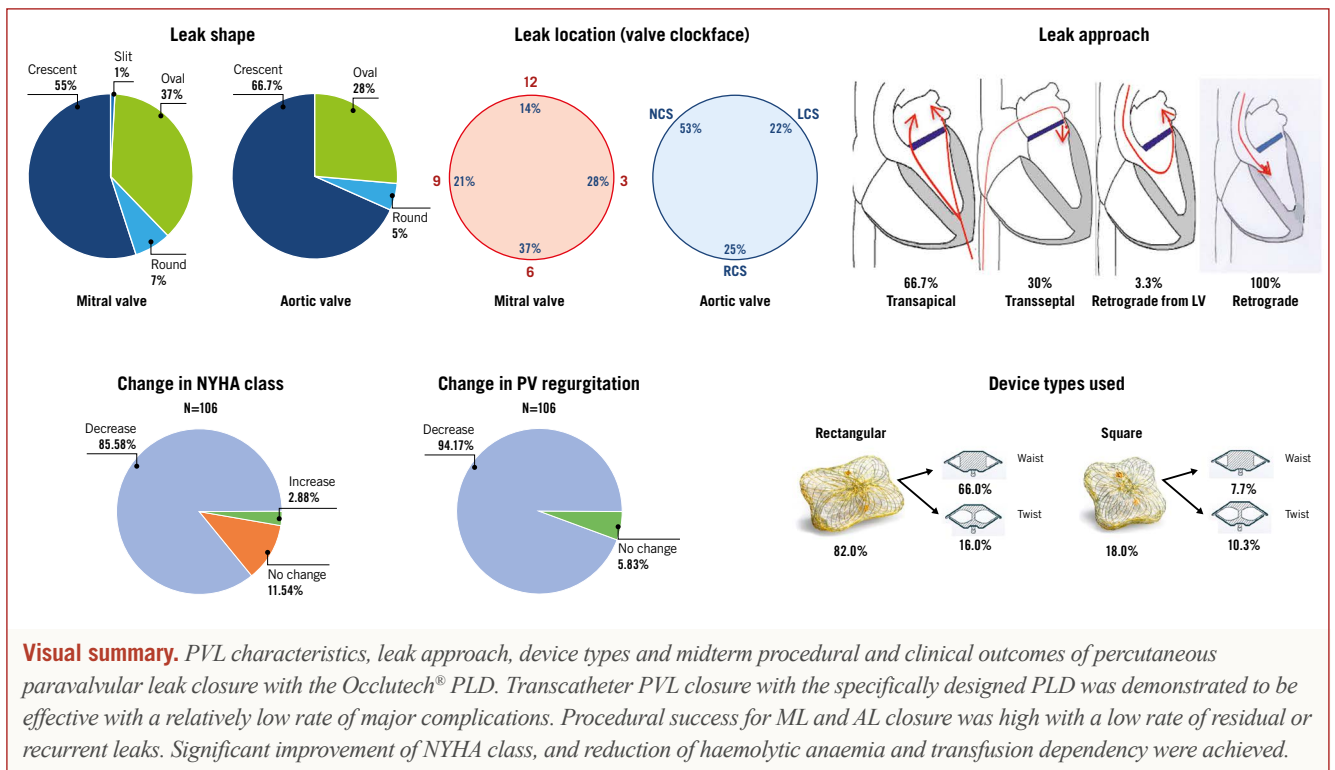 Leak shape
Crescent
55%
Slit
1%
Oval
37%
Round
7%
Mitral valve
Crescent
66.7%
Oval
28%
Round
5%
Aortic valve
Leak location (valve clockface)
12
14%
9
21%
28%
3
37%
6
Mitral valve
NCS
53%
LCS
22%
25%
RCS
Aortic valve
Leak approach
66.7%
Transapical
30%
Transseptal
3.3%
Retrograde from LV
100%
Retrograde
Change in NYHA class
N=106
Decrease
85.58%
Increase
2.88%
No change
11.54%
Change in PV regurgitation
N=106
Decrease
94.17%
No change
5.83%
Device types used
Rectangular
82.0%
Waist
66.0%
Twist
16.0%
Square
18.0%
Waist
7.7%
Twist
10.3%
Visual summary. PVL characteristics, leak approach, device types and midterm procedural and clinical outcomes of percutaneous
paravalvular leak closure with the Occlutech® PLD. Transcatheter PVL closure with the specifically designed PLD was demonstrated to be
effective with a relatively low rate of major complications. Procedural success for ML and AL closure was high with a low rate of residual or
recurrent leaks. Significant improvement of NYHA class, and reduction of haemolytic anaemia and transfusion dependency were achieved.